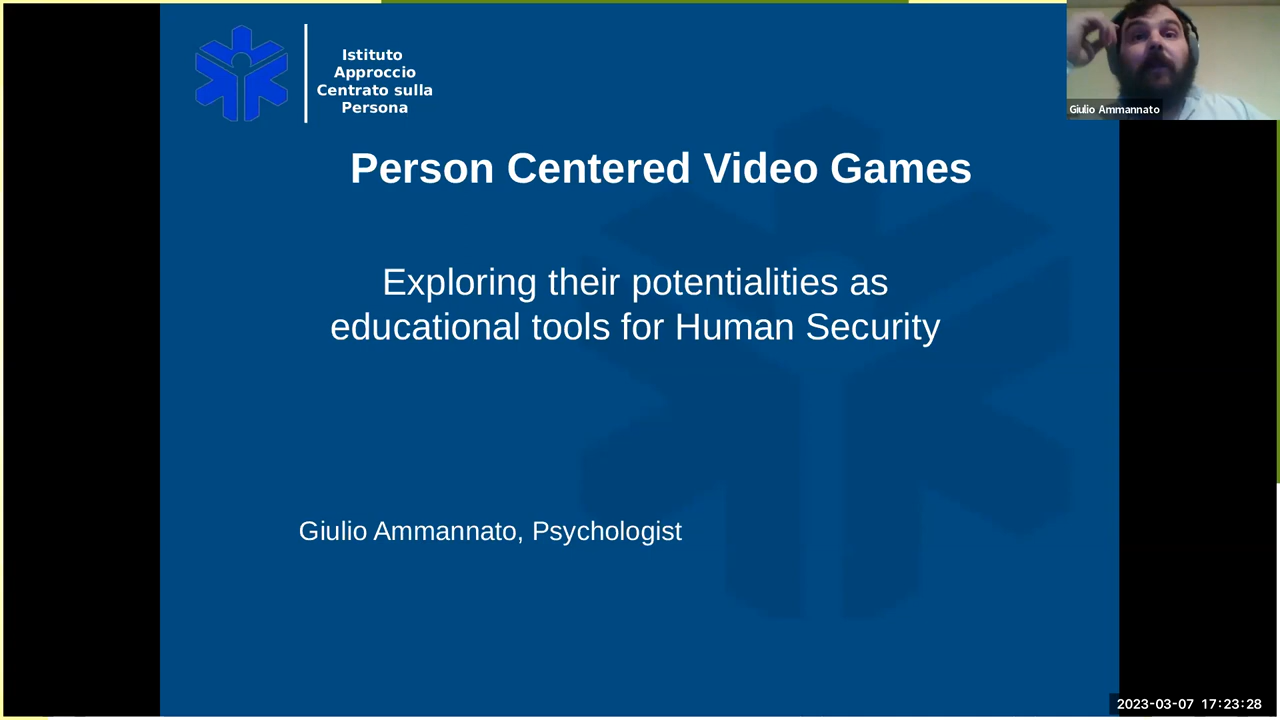 Istituto
Approccio
Centrato sulla
Persona
Giulio Ammannato
Person Centered Video Games
Exploring their potentialities as
educational tools for Human Security
Giulio Ammannato, Psychologist
2023-03-07 17:23:28